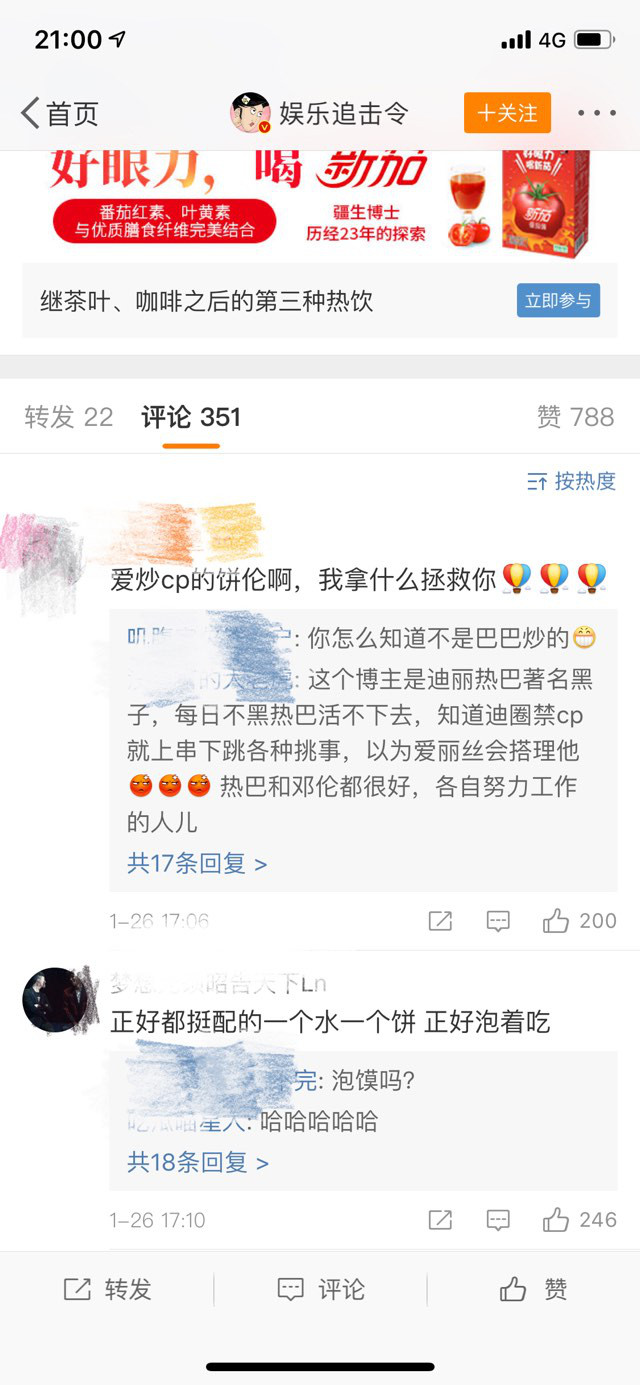 21:00
4G
首页
娱乐追击令
十关注
好眼力，喝新茄
番茄红素、叶黄素
与优质膳食纤维完美结合
疆生博士
历经23年的探索
新茄
继茶叶、咖啡之后的第三种热饮
立即参与
转发 22
评论 351
赞 788
按热度
爱炒cp的饼伦啊，我拿什么拯救你
: 你怎么知道不是巴巴炒的
: 这个博主是迪丽热巴著名黑
子，每日不黑热巴活不下去，知道迪圈禁cp
就上串下跳各种挑事，以为爱丽丝会搭理他
热巴和邓伦都很好，各自努力工作
的人儿
共17条回复 >
1-26 17:06
200
昭告天下Ln
正好都挺配的一个水一个饼 正好泡着吃
完: 泡馍吗?
吃瓜喵星人: 哈哈哈哈哈
共18条回复 >
1-26 17:10
246
转发
评论
赞